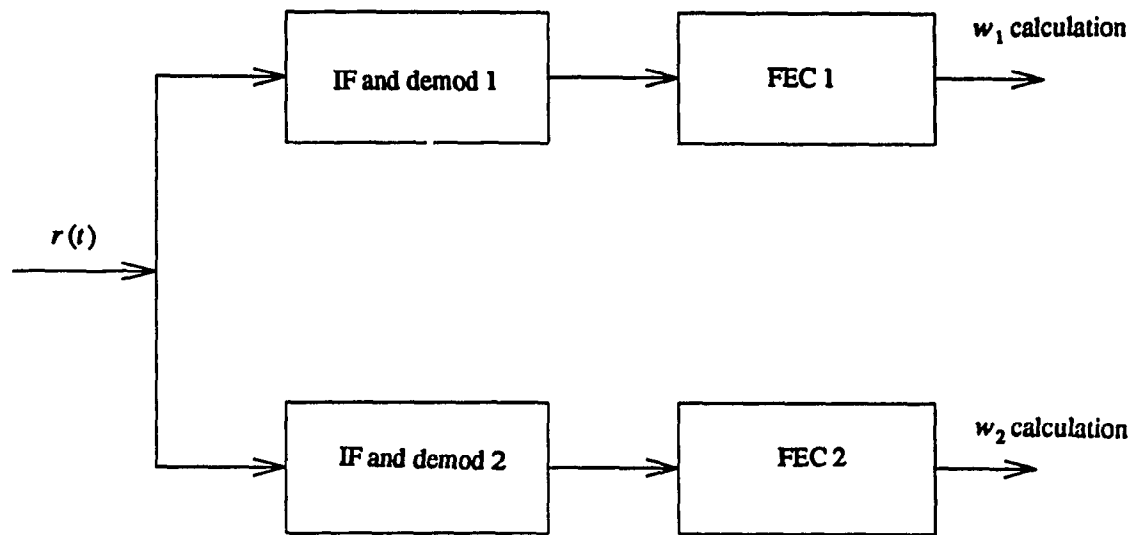 w₁ calculation
IF and demod 1
FEC 1
r(t)
w₂ calculation
IF and demod 2
FEC 2